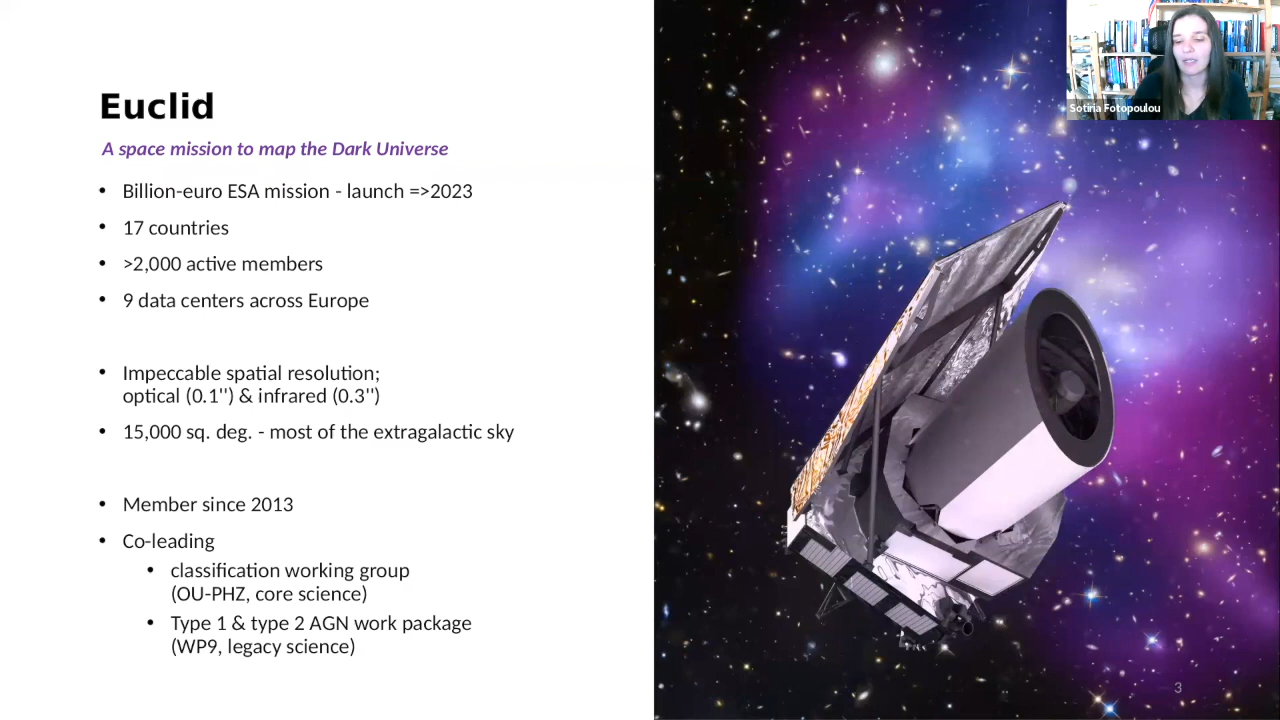 Euclid
A space mission to map the Dark Universe
• Billion-euro ESA mission - launch =>2023
• 17 countries
• >2,000 active members
• 9 data centers across Europe
• Impeccable spatial resolution;
optical (0.1'') & infrared (0.3'')
• 15,000 sq. deg. - most of the extragalactic sky
• Member since 2013
• Co-leading
• classification working group
(OU-PHZ, core science)
• Type 1 & type 2 AGN work package
(WP9, legacy science)
Sotiria Fotopoulou
3